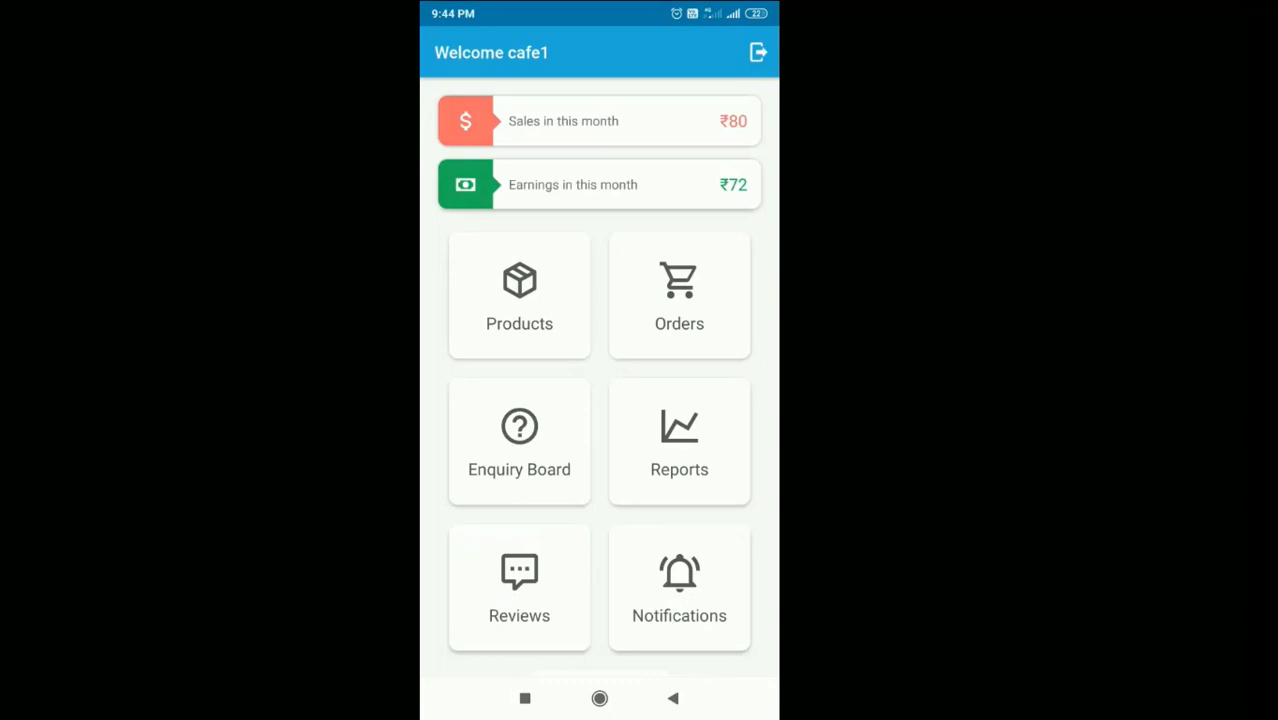 9:44 PM
22
Welcome cafe1
$ Sales in this month ₹80
Earnings in this month ₹72
Products Orders
Enquiry Board Reports
Reviews Notifications